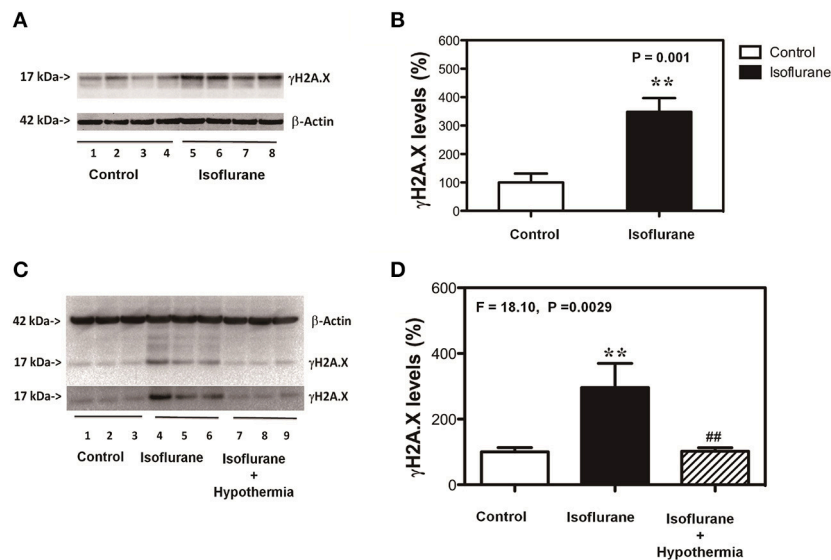 A
17 kDa->
γH2A.X
42 kDa->
β-Actin
1 2 3 4 5 6 7 8
Control Isoflurane
B
γH2A.X levels (%)
600
500
400
300
200
100
0
P = 0.001
**
Control
Isoflurane
Control Isoflurane
C
42 kDa->
β-Actin
17 kDa->
γH2A.X
17 kDa->
γH2A.X
1 2 3 4 5 6 7 8 9
Control Isoflurane Isoflurane
+
Hypothermia
D
γH2A.X levels (%)
600
400
200
0
F = 18.10, P =0.0029
**
##
Control Isoflurane Isoflurane
+
Hypothermia